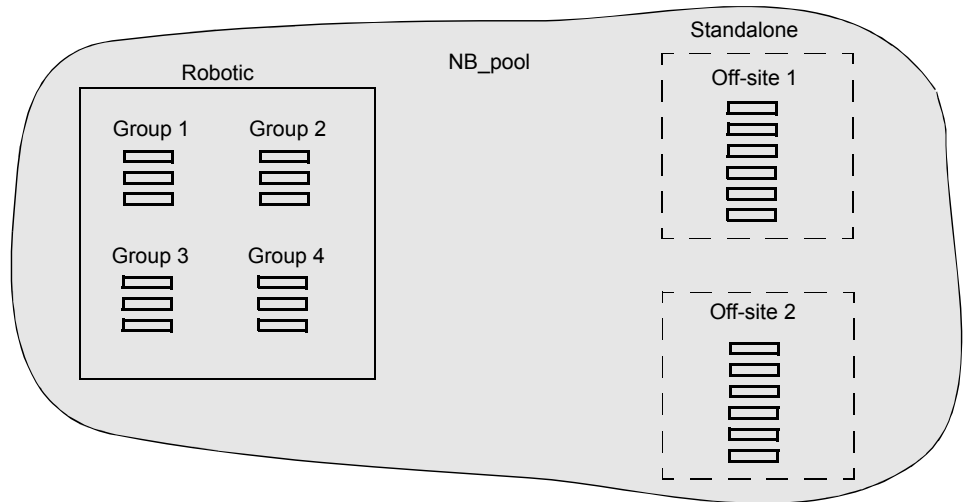 Standalone
NB_pool
Robotic
Off-site 1
Group 1
Group 2
Group 3
Group 4
Off-site 2